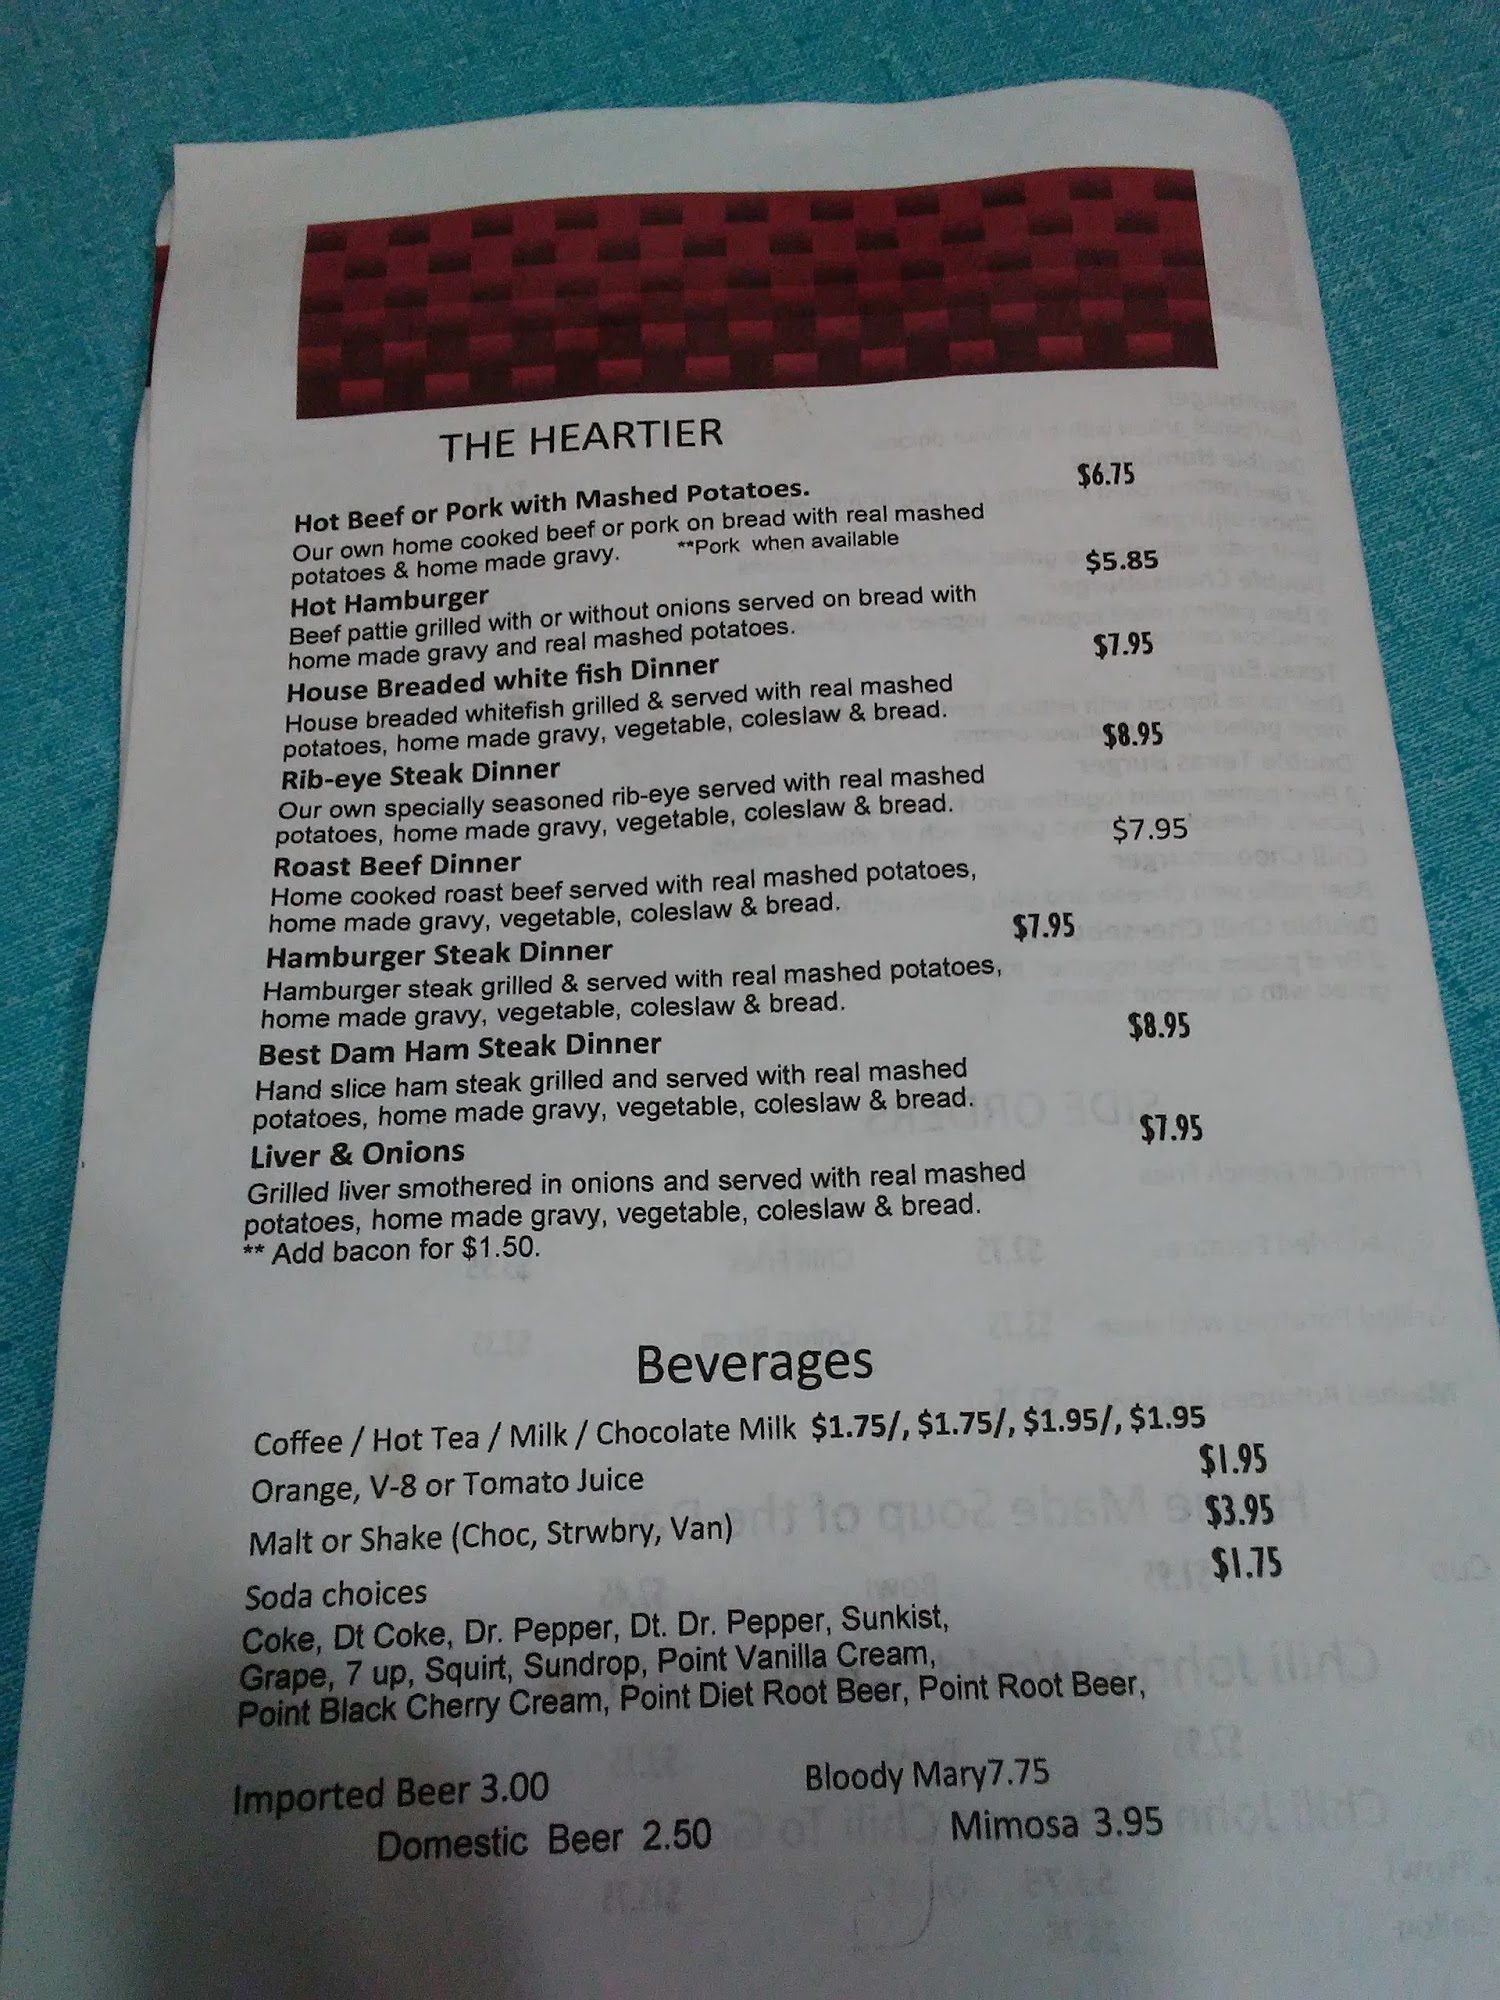 THE HEARTIER
Hot Beef or Pork with Mashed Potatoes. $6.75
Our own home cooked beef or pork on bread with real mashed
potatoes & home made gravy. **Pork when available
Hot Hamburger $5.85
Beef pattie grilled with or without onions served on bread with
home made gravy and real mashed potatoes.
House Breaded white fish Dinner $7.95
House breaded whitefish grilled & served with real mashed
potatoes, home made gravy, vegetable, coleslaw & bread.
Rib-eye Steak Dinner $8.95
Our own specially seasoned rib-eye served with real mashed
potatoes, home made gravy, vegetable, coleslaw & bread.
Roast Beef Dinner $7.95
Home cooked roast beef served with real mashed potatoes,
home made gravy, vegetable, coleslaw & bread.
Hamburger Steak Dinner $7.95
Hamburger steak grilled & served with real mashed potatoes,
home made gravy, vegetable, coleslaw & bread.
Best Dam Ham Steak Dinner $8.95
Hand slice ham steak grilled and served with real mashed
potatoes, home made gravy, vegetable, coleslaw & bread.
Liver & Onions $7.95
Grilled liver smothered in onions and served with real mashed
potatoes, home made gravy, vegetable, coleslaw & bread.
** Add bacon for $1.50.
Beverages
Coffee / Hot Tea / Milk / Chocolate Milk $1.75/, $1.75/, $1.95/, $1.95
Orange, V-8 or Tomato Juice $1.95
Malt or Shake (Choc, Strwbry, Van) $3.95
Soda choices $1.75
Coke, Dt Coke, Dr. Pepper, Dt. Dr. Pepper, Sunkist,
Grape, 7 up, Squirt, Sundrop, Point Vanilla Cream,
Point Black Cherry Cream, Point Diet Root Beer, Point Root Beer,
Imported Beer 3.00 Bloody Mary7.75
Domestic Beer 2.50 Mimosa 3.95